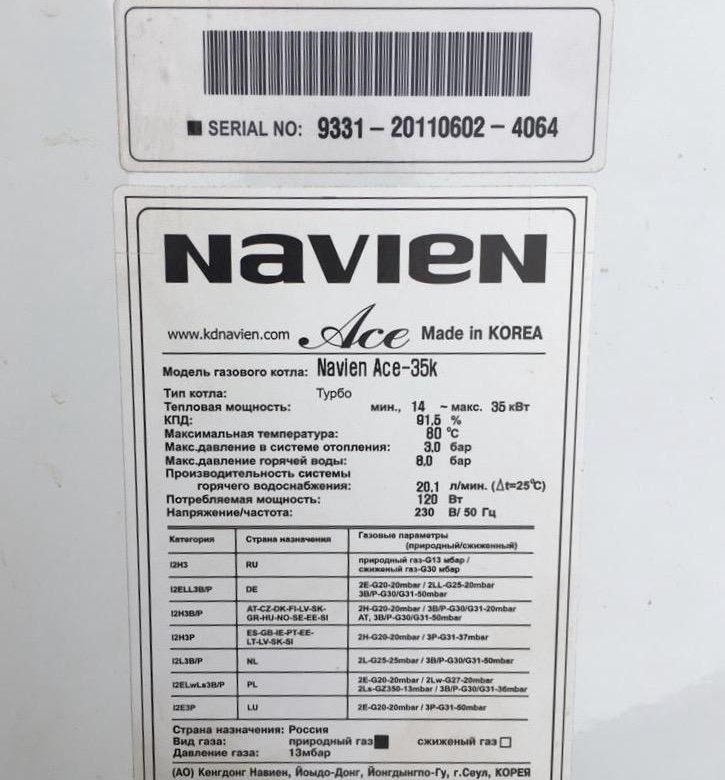 SERIAL NO: 9331 - 20110602 - 4064
NAVIEN
www.kdnavien.com Ace Made in KOREA
Модель газового котла: Navien Ace-35k
Тип котла: Турбо
Тепловая мощность: мин., 14 ~ макс. 35 кВт
КПД: 91,5 %
Максимальная температура: 80 °C
Макс.давление в системе отопления: 3,0 бар
Макс.давление горячей воды: 8,0 бар
Производительность системы
горячего водоснабжения: 20,1 л/мин. (Δt=25°C)
Потребляемая мощность: 120 Вт
Напряжение/частота: 230 В/ 50 Гц
Категория Страна назначения Газовые параметры
(природный/сжиженный)
I2H3 RU природный газ-G13 мбар /
сжиженый газ-G30 мбар
I2ELL3B/P DE 2E-G20-20mbar / 2LL-G25-20mbar
3B/P-G30/G31-50mbar
I2H3B/P AT-CZ-DK-FI-LV-SK- 2H-G20-20mbar / 3B/P-G30/G31-20mbar
GR-HU-NO-SE-EE-SI AT, 3B/P-G30/G31-50mbar
I2H3P ES-GB-IE-PT-EE- 2H-G20-20mbar / 3P-G31-37mbar
LT-LV-SK-SI
I2L3B/P NL 2L-G25-25mbar / 3B/P-G30/G31-50mbar
I2ELwLs3B/P PL 2E-G20-20mbar / 2Lw-G27-20mbar
2Ls-GZ350-13mbar / 3B/P-G30/G31-36mbar
I2E3P LU 2E-G20-20mbar / 3P-G31-50mbar
Страна назначения: Россия
Вид газа: природный газ■ сжиженый газ□
Давление газа: 13мбар
(АО) Кенгдонг Навиен, Йоыдо-Донг, Йонгдынгпо-Гу, г.Сеул, КОРЕЯ